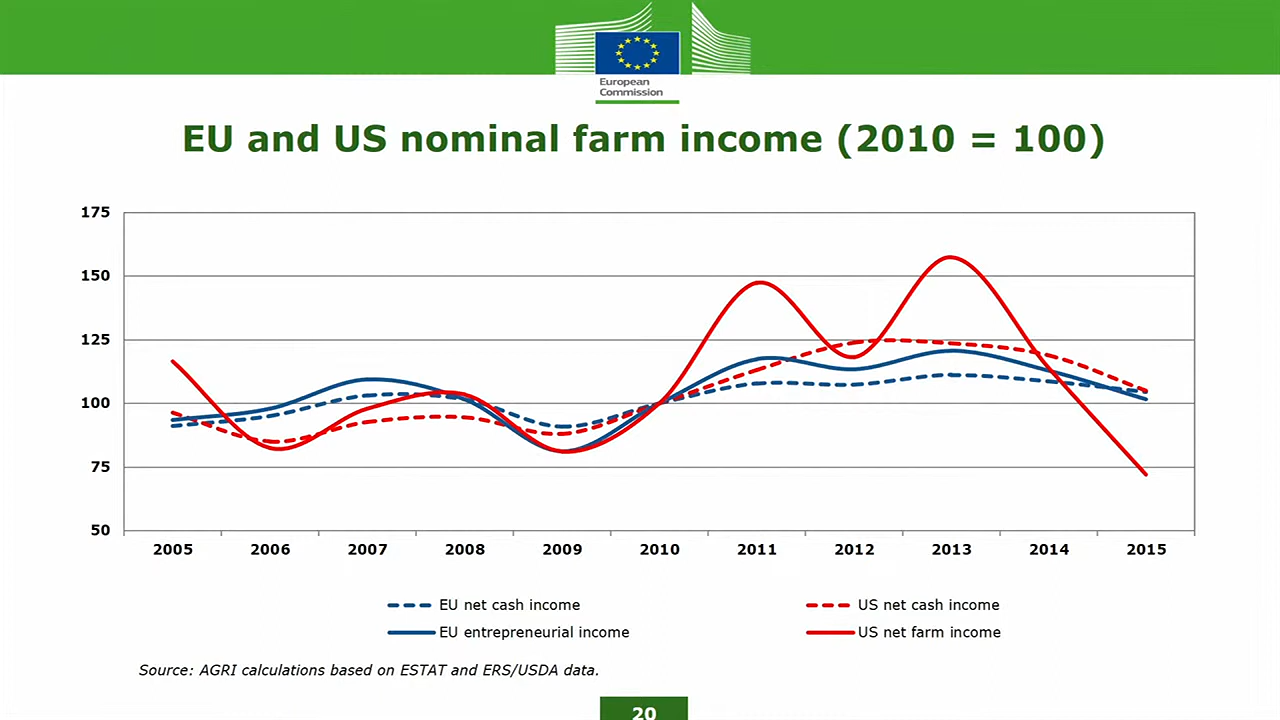 European
Commission
EU and US nominal farm income (2010 = 100)
175
150
125
100
75
50
2005 2006 2007 2008 2009 2010 2011 2012 2013 2014 2015
EU net cash income US net cash income
EU entrepreneurial income US net farm income
Source: AGRI calculations based on ESTAT and ERS/USDA data.
20